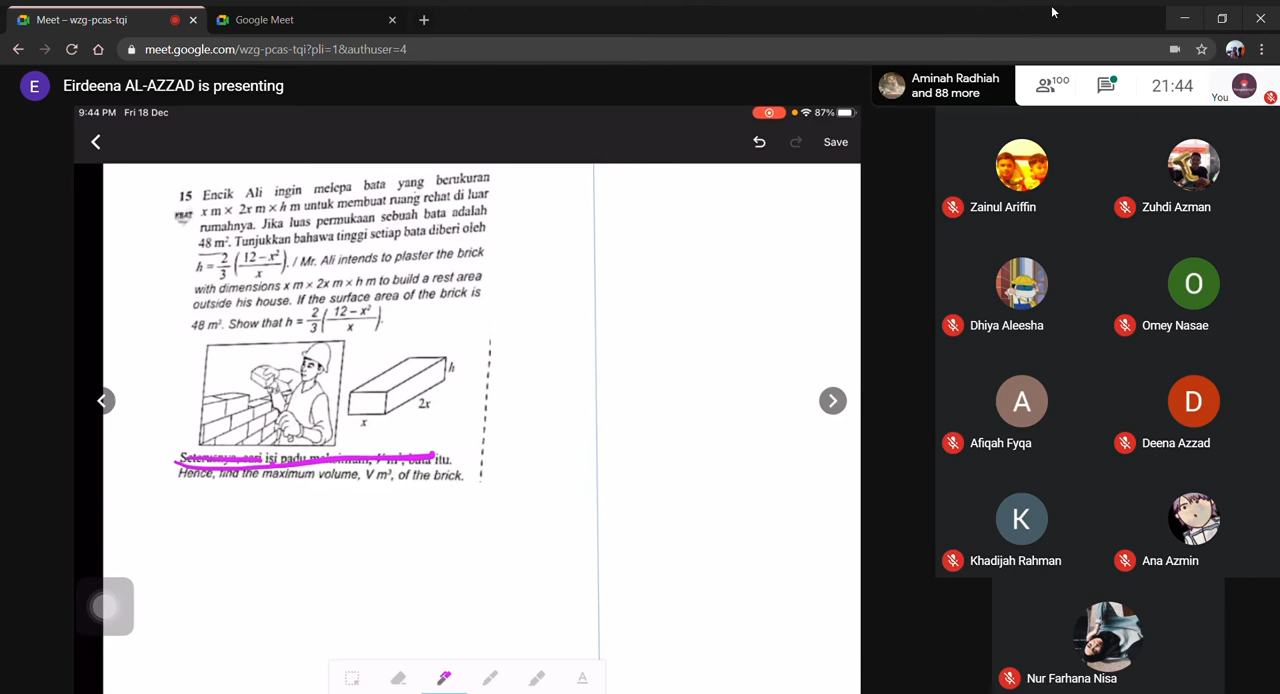 Meet – wzg-pcas-tqi
Google Meet
meet.google.com/wzg-pcas-tqi?pli=1&authuser=4
E
Eirdeena AL-AZZAD is presenting
Aminah Radhiah
and 88 more
100
21:44
You
9:44 PM Fri 18 Dec
87%
Save
15 Encik Ali ingin melepa bata yang berukuran
KBAT x m × 2x m × h m untuk membuat ruang rehat di luar
rumahnya. Jika luas permukaan sebuah bata adalah
48 m². Tunjukkan bahawa tinggi setiap bata diberi oleh
h = 2/3 (12 – x²/x). / Mr. Ali intends to plaster the brick
with dimensions x m × 2x m × h m to build a rest area
outside his house. If the surface area of the brick is
48 m². Show that h = 2/3 (12 – x²/x).
h
2x
x
Seterusnya, cari isi padu maksimum, V m³, bata itu.
Hence, find the maximum volume, V m³, of the brick.
A
Zainul Ariffin
Zuhdi Azman
Dhiya Aleesha
O
Omey Nasae
A
Afiqah Fyqa
D
Deena Azzad
K
Khadijah Rahman
Ana Azmin
Nur Farhana Nisa